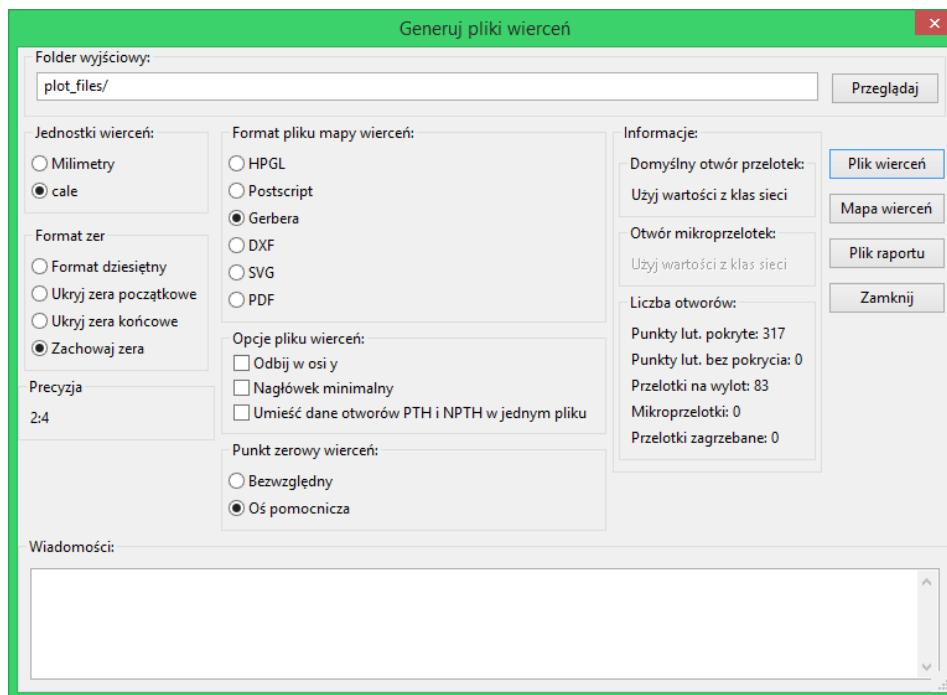 Generuj pliki wierceń
Folder wyjściowy:
plot_files/
Przeglądaj
Jednostki wierceń:
Milimetry
cale
Format zer
Format dziesiętny
Ukryj zera początkowe
Ukryj zera końcowe
Zachowaj zera
Precyzja
2:4
Format pliku mapy wierceń:
HPGL
Postscript
Gerbera
DXF
SVG
PDF
Opcje pliku wierceń:
Odbij w osi y
Nagłówek minimalny
Umieść dane otworów PTH i NPTH w jednym pliku
Punkt zerowy wierceń:
Bezwzględny
Oś pomocnicza
Informacje:
Domyślny otwór przelotek:
Użyj wartości z klas sieci
Otwór mikroprzelotek:
Użyj wartości z klas sieci
Liczba otworów:
Punkty lut. pokryte: 317
Punkty lut. bez pokrycia: 0
Przelotki na wylot: 83
Mikroprzelotki: 0
Przelotki zagrzebane: 0
Plik wierceń
Mapa wierceń
Plik raportu
Zamknij
Wiadomości: